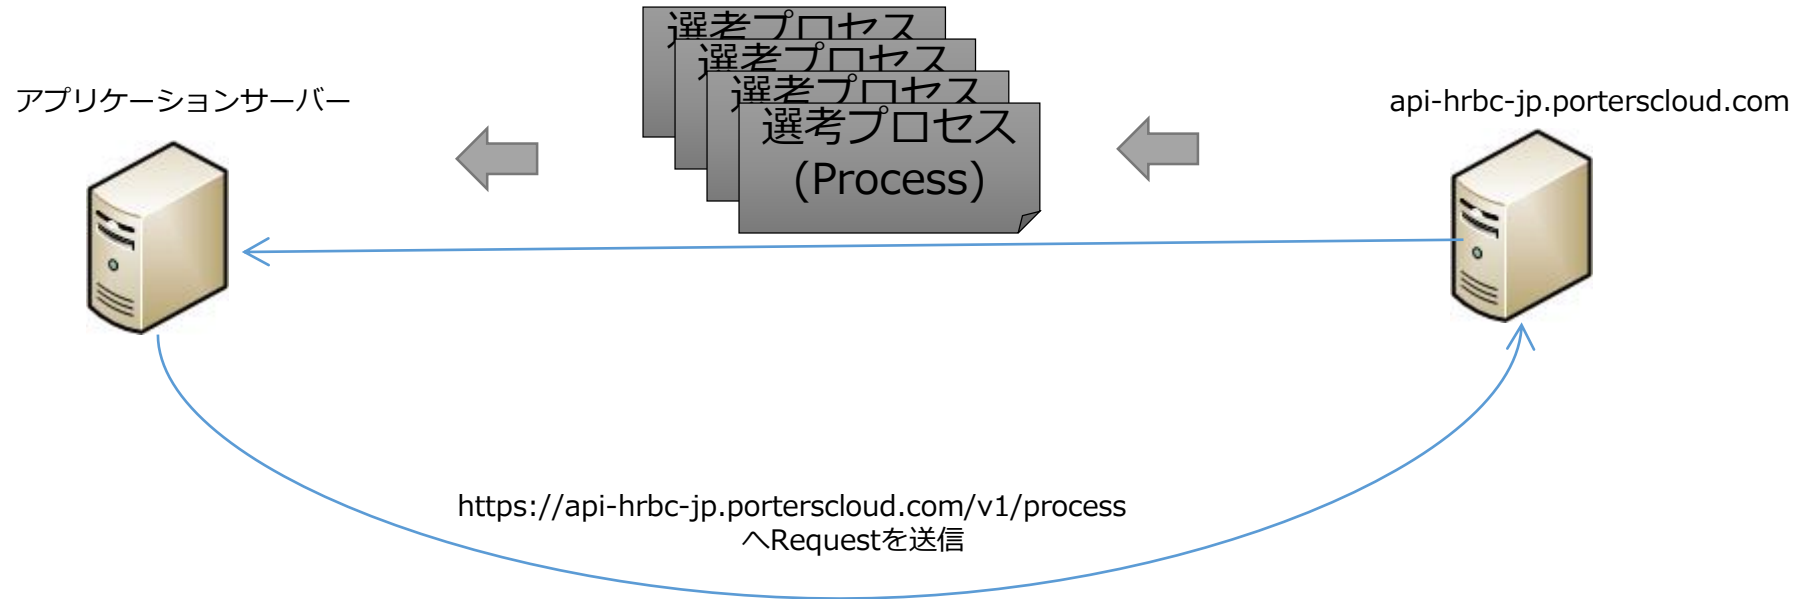 選考プロセス
選考プロセス
選考プロセス
選考プロセス
(Process)
アプリケーションサーバー
api-hrbc-jp.porterscloud.com
https://api-hrbc-jp.porterscloud.com/v1/process
へRequestを送信